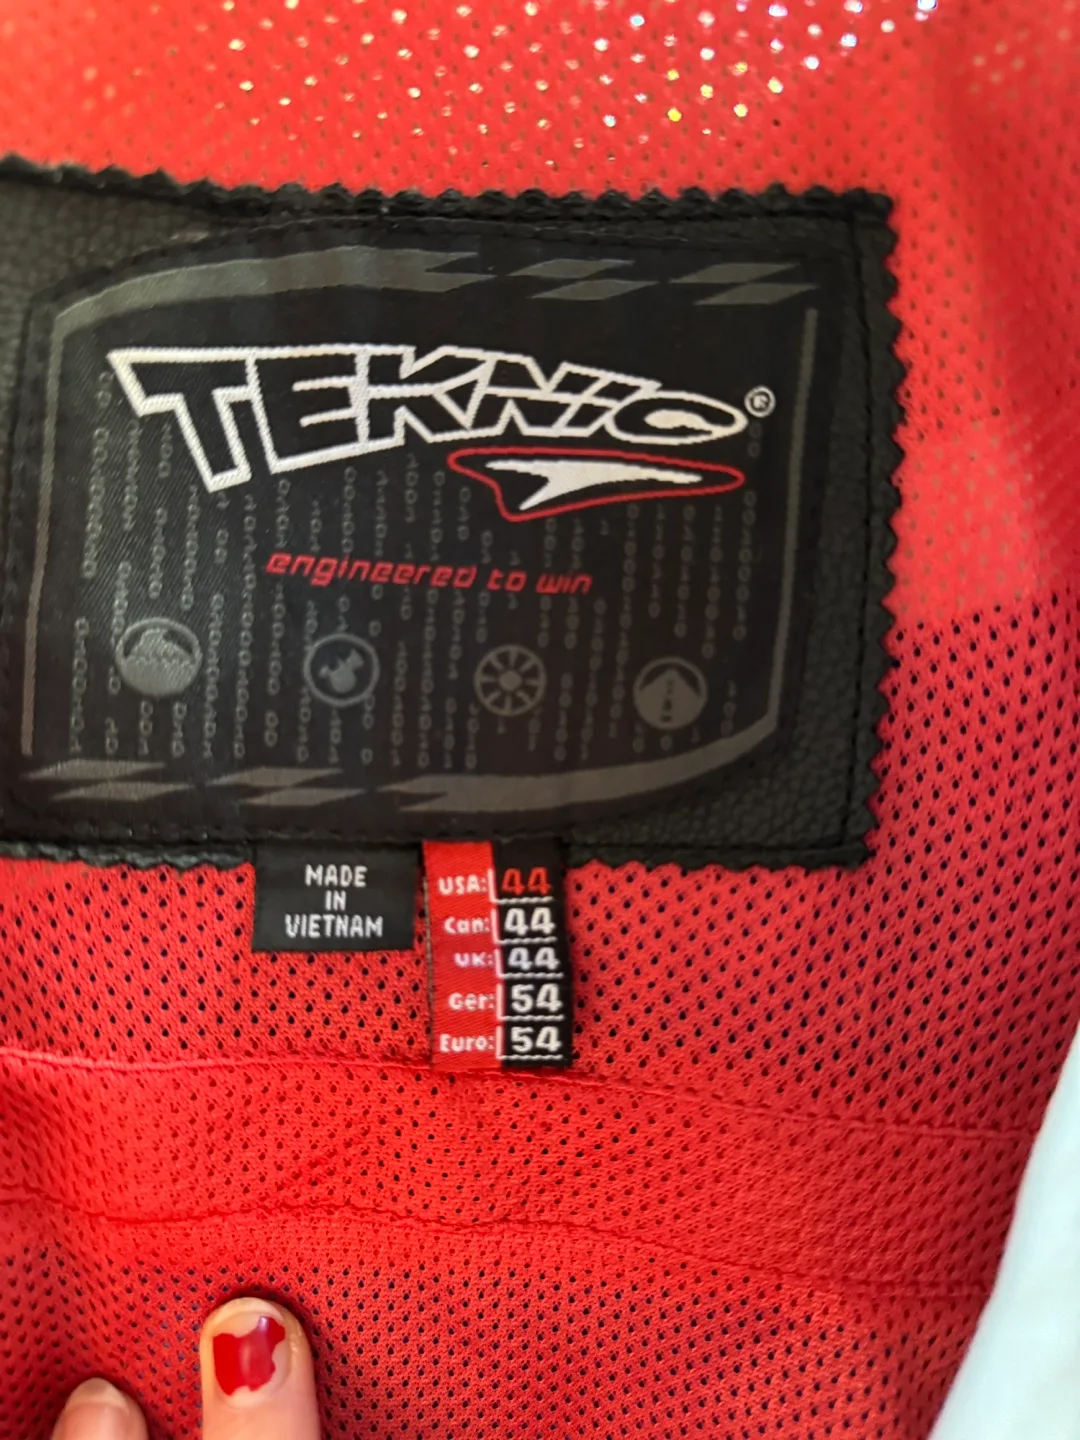 TEKNIC®
engineered to win
MADE
IN
VIETNAM
USA: 44
Can: 44
UK: 44
Ger: 54
Euro: 54